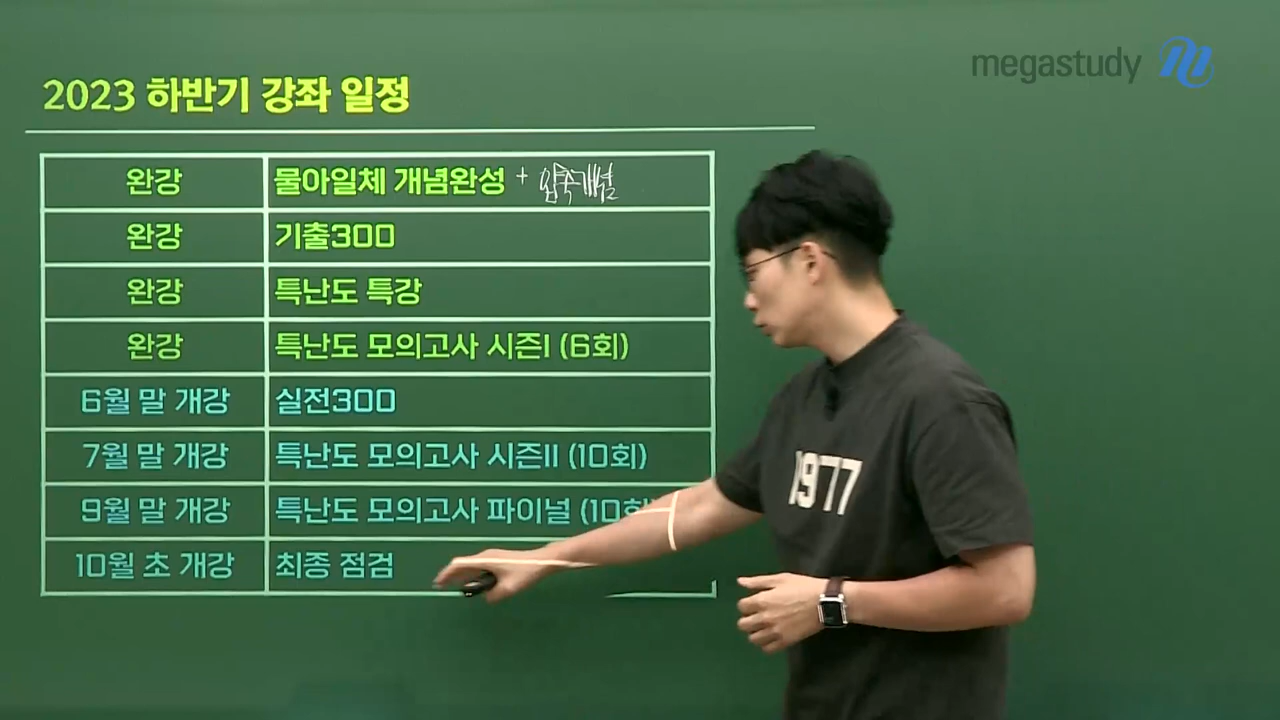 megastudy
2023 하반기 강좌 일정
완강 물아일체 개념완성 + 압축개념
완강 기출300
완강 특난도 특강
완강 특난도 모의고사 시즌I (6회)
6월 말 개강 실전300
7월 말 개강 특난도 모의고사 시즌II (10회)
9월 말 개강 특난도 모의고사 파이널 (10회
10월 초 개강 최종 점검
1977